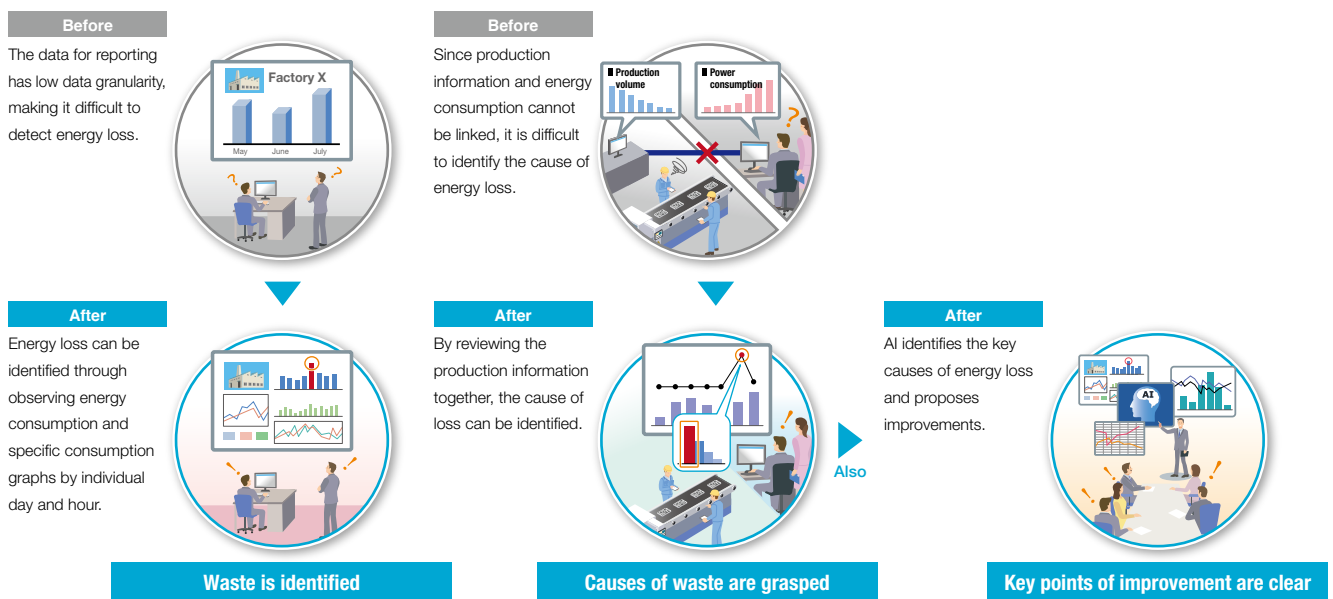 Before
The data for reporting
has low data granularity,
making it difficult to
detect energy loss.
Factory X
May June July
Before
Since production
information and energy
consumption cannot
be linked, it is difficult
to identify the cause of
energy loss.
Production
volume
Power
consumption
?
After
Energy loss can be
identified through
observing energy
consumption and
specific consumption
graphs by individual
day and hour.
Waste is identified
After
By reviewing the
production information
together, the cause of
loss can be identified.
Causes of waste are grasped
Also
After
AI identifies the key
causes of energy loss
and proposes
improvements.
AI
Key points of improvement are clear